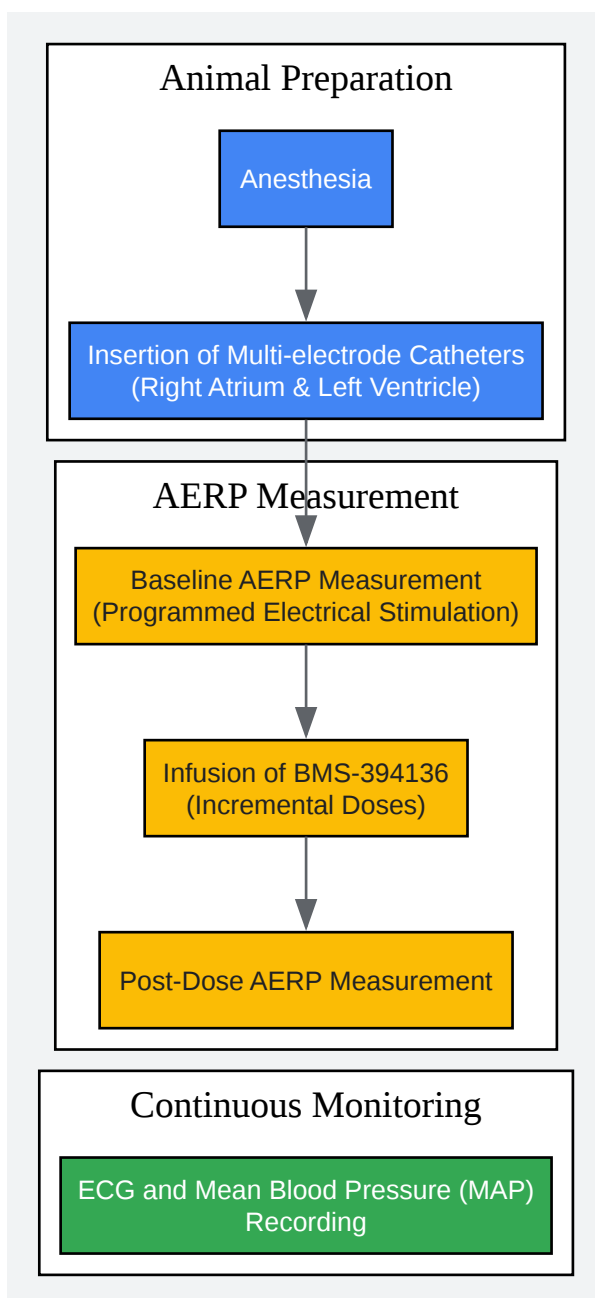 Animal Preparation
Anesthesia
Insertion of Multi-electrode Catheters
(Right Atrium & Left Ventricle)
AERP Measurement
Baseline AERP Measurement
(Programmed Electrical Stimulation)
Infusion of BMS-394136
(Incremental Doses)
Post-Dose AERP Measurement
Continuous Monitoring
ECG and Mean Blood Pressure (MAP)
Recording